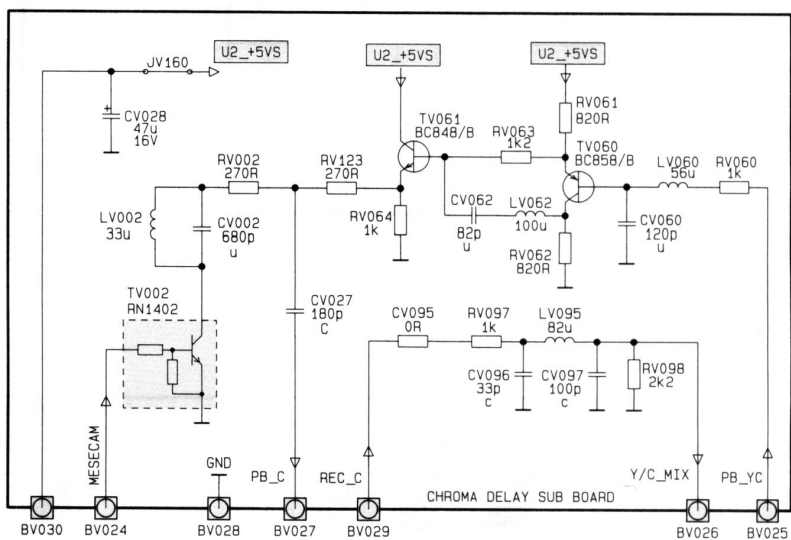 U2_+5VS
U2_+5VS
U2_+5VS
JV160
+
CV028
47u
16V
RV061
820R
TV061
BC848/B
RV063
1k2
TV060
BC858/B
LV060
56u
RV060
1k
RV002
270R
RV123
270R
LV002
33u
CV002
680p
u
RV064
1k
CV062
82p
u
LV062
100u
CV060
120p
u
RV062
820R
TV002
RN1402
CV027
180p
C
CV095
0R
RV097
1k
LV095
82u
CV096
33p
c
CV097
100p
c
RV098
2k2
MESECAM
GND
PB_C
REC_C
Y/C_MIX
PB_YC
CHROMA DELAY SUB BOARD
BV030
BV024
BV028
BV027
BV029
BV026
BV025